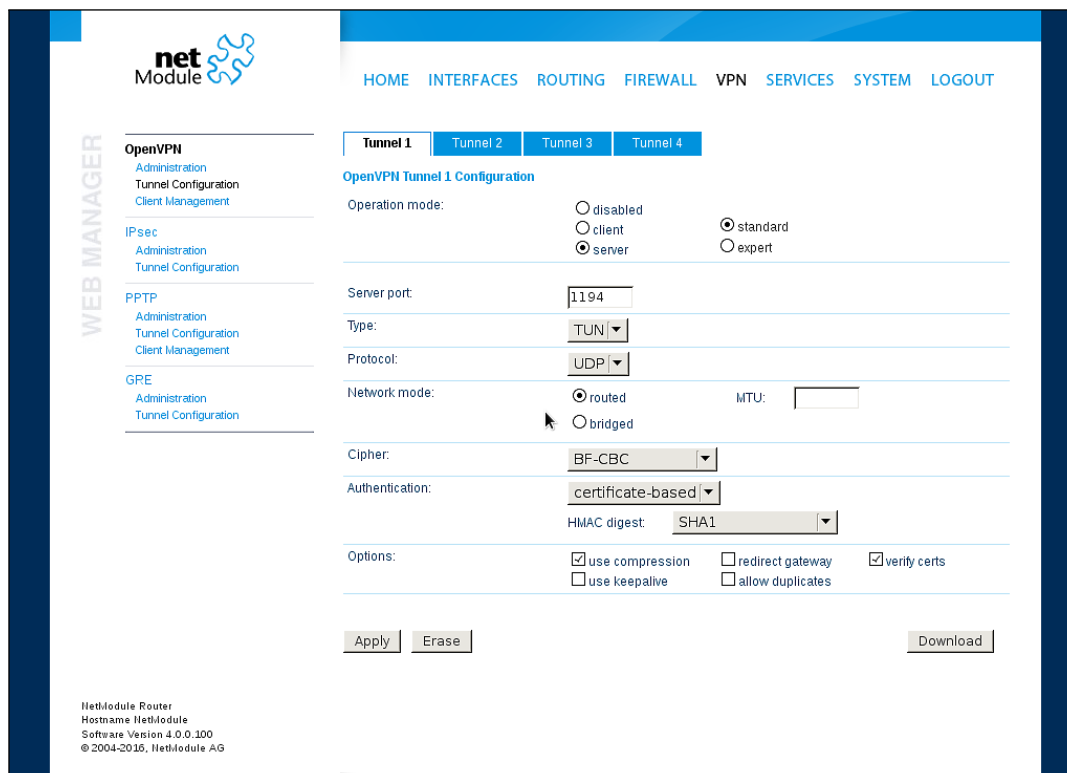 net
Module
HOME INTERFACES ROUTING FIREWALL VPN SERVICES SYSTEM LOGOUT
WEB MANAGER
OpenVPN
Administration
Tunnel Configuration
Client Management
IPsec
Administration
Tunnel Configuration
PPTP
Administration
Tunnel Configuration
Client Management
GRE
Administration
Tunnel Configuration
Tunnel 1 Tunnel 2 Tunnel 3 Tunnel 4
OpenVPN Tunnel 1 Configuration
Operation mode:
disabled
client
server
standard
expert
Server port: 1194
Type: TUN
Protocol: UDP
Network mode: routed MTU:
bridged
Cipher: BF-CBC
Authentication: certificate-based
HMAC digest: SHA1
Options: use compression redirect gateway verify certs
use keepalive allow duplicates
Apply Erase Download
NetModule Router
Hostname NetModule
Software Version 4.0.0.100
© 2004-2016, NetModule AG